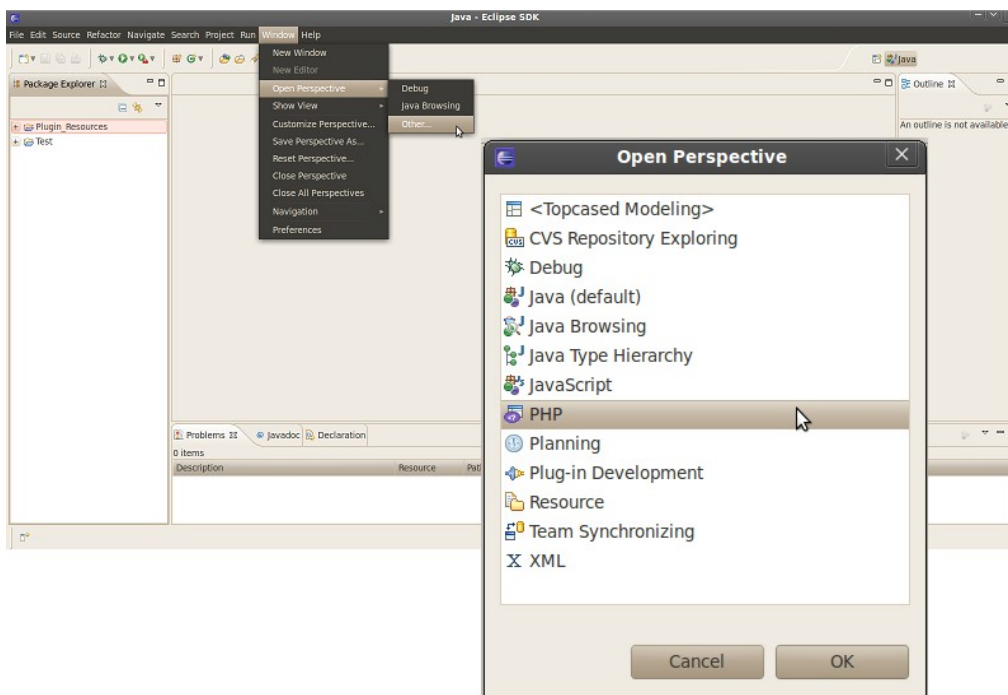 Java - Eclipse SDK
File Edit Source Refactor Navigate Search Project Run Window Help
New Window
New Editor
Open Perspective
Show View
Customize Perspective...
Save Perspective As...
Reset Perspective...
Close Perspective
Close All Perspectives
Navigation
Preferences
Debug
Java Browsing
Other...
Java
Package Explorer
Plugin_Resources
Test
Outline
An outline is not available
Problems
Javadoc
Declaration
0 items
Description Resource
Open Perspective
<Topcased Modeling>
CVS Repository Exploring
Debug
Java (default)
Java Browsing
Java Type Hierarchy
JavaScript
PHP
Planning
Plug-in Development
Resource
Team Synchronizing
XML
Cancel OK